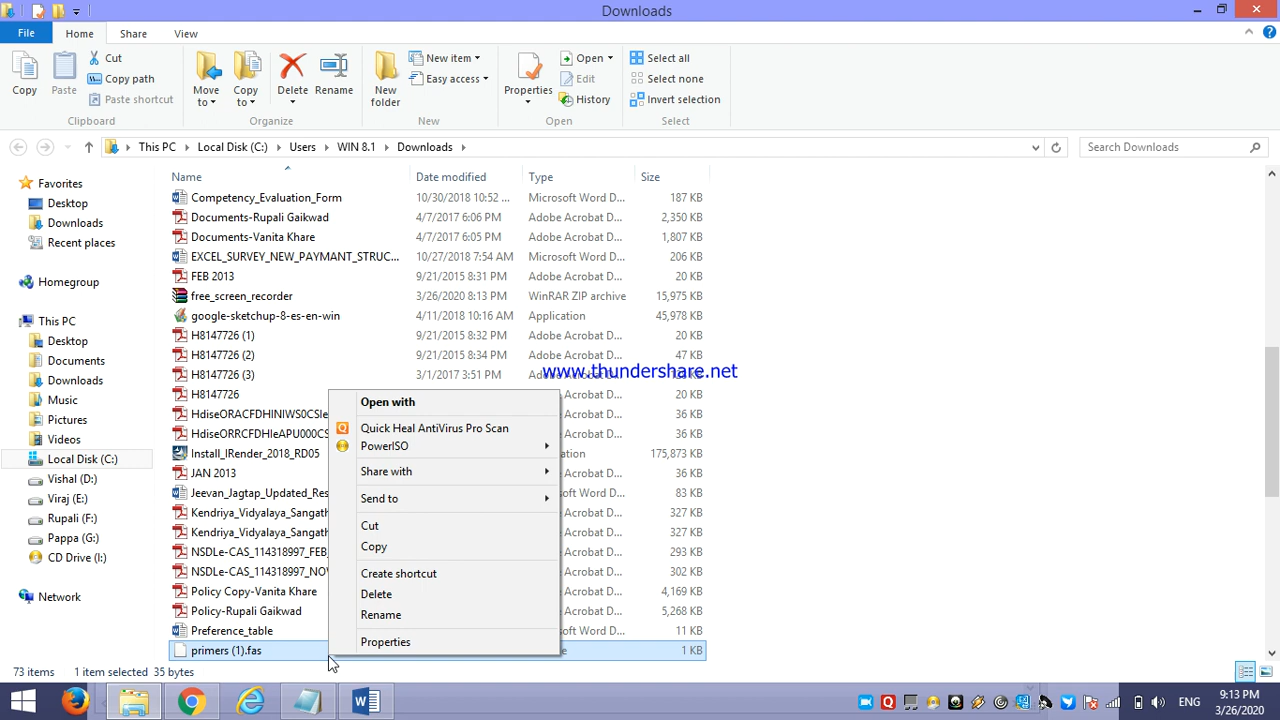 Downloads
File Home Share View
Copy
Paste
Cut
Copy path
Paste shortcut
Clipboard
Move to
Copy to
Delete
Rename
Organize
New folder
New item
Easy access
New
Properties
Open
Edit
History
Open
Select all
Select none
Invert selection
Select
This PC Local Disk (C:) Users WIN 8.1 Downloads
Search Downloads
Favorites
Desktop
Downloads
Recent places
Homegroup
This PC
Desktop
Documents
Downloads
Music
Pictures
Videos
Local Disk (C:)
Vishal (D:)
Viraj (E:)
Rupali (F:)
Pappa (G:)
CD Drive (I:)
Network
Name Date modified Type Size
Competency_Evaluation_Form 10/30/2018 10:52 ... Microsoft Word D... 187 KB
Documents-Rupali Gaikwad 4/7/2017 6:06 PM Adobe Acrobat D... 2,350 KB
Documents-Vanita Khare 4/7/2017 6:05 PM Adobe Acrobat D... 1,807 KB
EXCEL_SURVEY_NEW_PAYMANT_STRUC... 10/27/2018 7:54 AM Microsoft Word D... 206 KB
FEB 2013 9/21/2015 8:31 PM Adobe Acrobat D... 20 KB
free_screen_recorder 3/26/2020 8:13 PM WinRAR ZIP archive 15,975 KB
google-sketchup-8-es-en-win 4/11/2018 10:16 AM Application 45,978 KB
H8147726 (1) 9/21/2015 8:32 PM Adobe Acrobat D... 20 KB
H8147726 (2) 9/21/2015 8:34 PM Adobe Acrobat D... 47 KB
www.thundershare.net
H8147726 (3) 3/1/2017 3:51 PM KB
H8147726 Adobe Acrobat D... 20 KB
HdiseORACFDHINIWS0CSIe 36 KB
HdisORRCFDHIeAPU000CS 36 KB
Install_IRender_2018_RD05 175,873 KB
JAN 2013 36 KB
Jeevan_Jagtap_Updated_Res 83 KB
Kendriya_Vidyalaya_Sangath 327 KB
Kendriya_Vidyalaya_Sangath 327 KB
NSDLe-CAS_114318997_FEB_ 293 KB
NSDLe-CAS_114318997_NO 302 KB
Policy Copy-Vanita Khare 4,169 KB
Policy-Rupali Gaikwad 5,268 KB
Preference_table 11 KB
primers (1).fas 1 KB
Open with
Quick Heal AntiVirus Pro Scan
PowerISO
Share with
Send to
Cut
Copy
Create shortcut
Delete
Rename
Properties
73 items 1 item selected 35 bytes
ENG
9:13 PM
3/26/2020